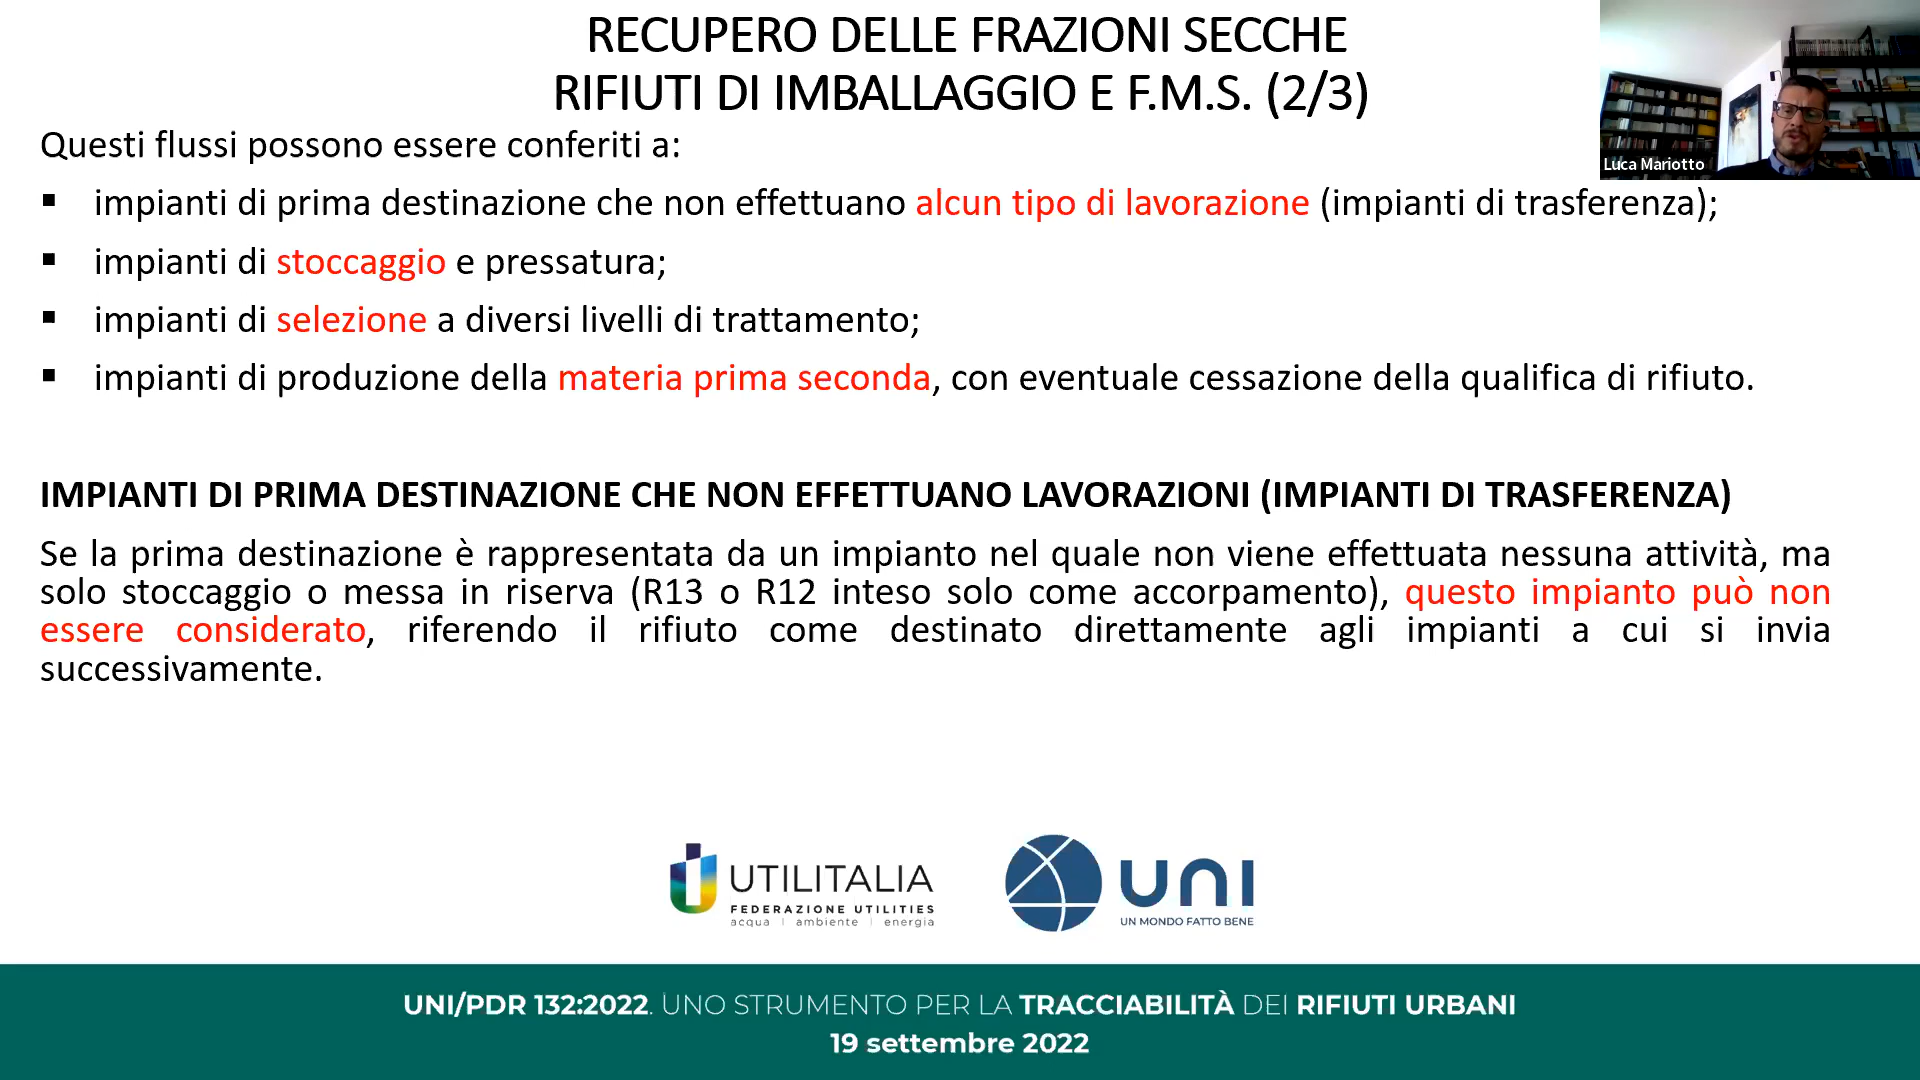 RECUPERO DELLE FRAZIONI SECCHE
RIFIUTI DI IMBALLAGGIO E F.M.S. (2/3)
Luca Mariotto
Questi flussi possono essere conferiti a:
▪ impianti di prima destinazione che non effettuano alcun tipo di lavorazione (impianti di trasferenza);
▪ impianti di stoccaggio e pressatura;
▪ impianti di selezione a diversi livelli di trattamento;
▪ impianti di produzione della materia prima seconda, con eventuale cessazione della qualifica di rifiuto.
IMPIANTI DI PRIMA DESTINAZIONE CHE NON EFFETTUANO LAVORAZIONI (IMPIANTI DI TRASFERENZA)
Se la prima destinazione è rappresentata da un impianto nel quale non viene effettuata nessuna attività, ma
solo stoccaggio o messa in riserva (R13 o R12 inteso solo come accorpamento), questo impianto può non
essere considerato, riferendo il rifiuto come destinato direttamente agli impianti a cui si invia
successivamente.
UTILITALIA
FEDERAZIONE UTILITIES
acqua | ambiente | energia
UNI
UN MONDO FATTO BENE
UNI/PDR 132:2022. UNO STRUMENTO PER LA TRACCIABILITÀ DEI RIFIUTI URBANI
19 settembre 2022